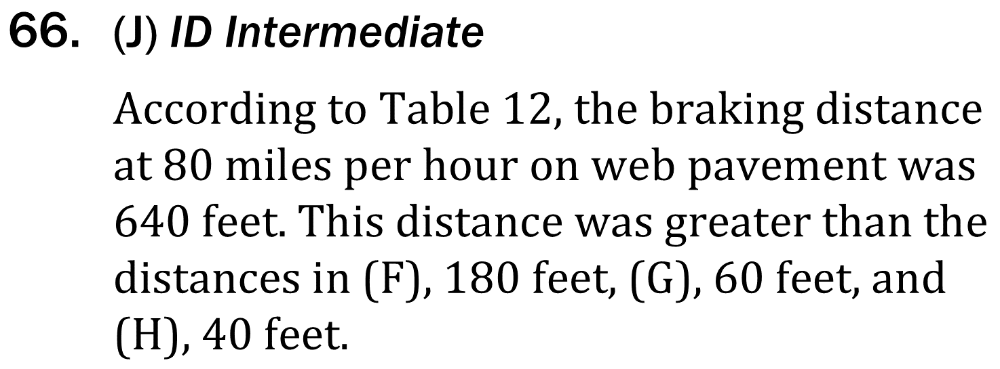 66. (J) ID Intermediate
According to Table 12, the braking distance
at 80 miles per hour on web pavement was
640 feet. This distance was greater than the
distances in (F), 180 feet, (G), 60 feet, and
(H), 40 feet.